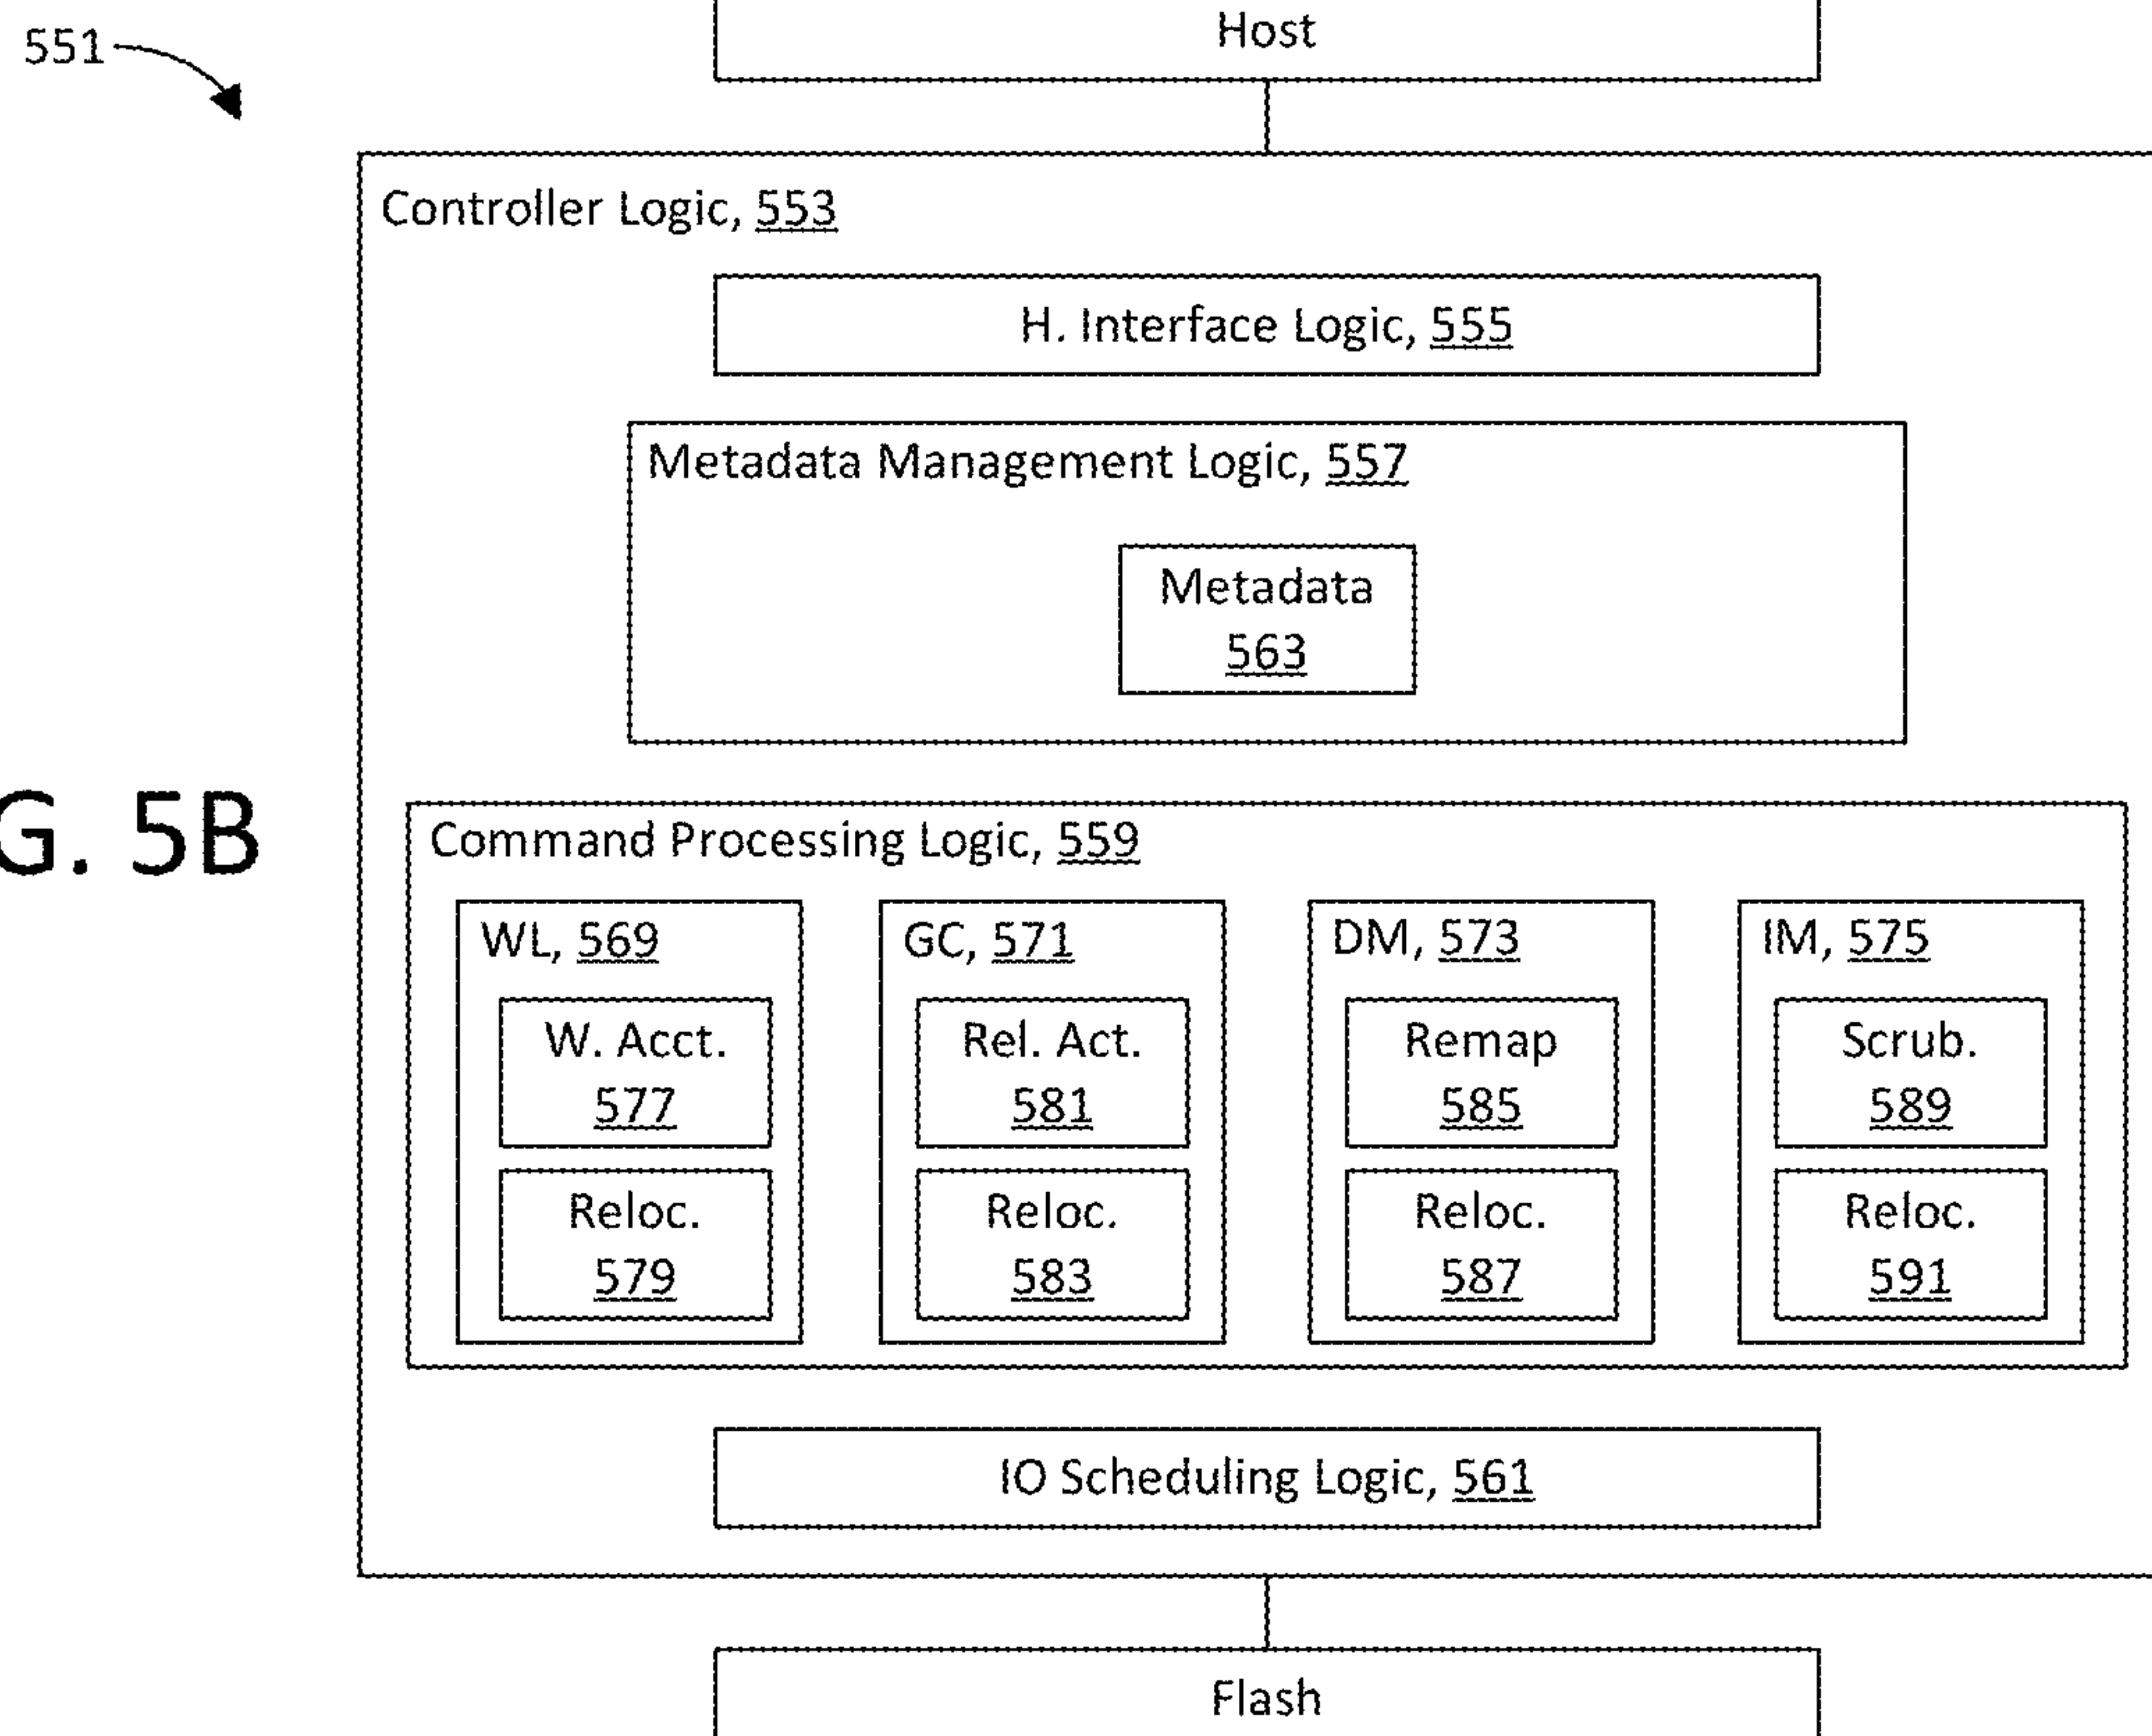 551
Host
Controller Logic, 553
H. Interface Logic, 555
Metadata Management Logic, 557
Metadata
563
G. 5B
Command Processing Logic, 559
WL, 569
W. Acct.
577
Reloc.
579
GC, 571
Rel. Act.
581
Reloc.
583
DM, 573
Remap
585
Reloc.
587
IM, 575
Scrub.
589
Reloc.
591
IO Scheduling Logic, 561
Flash